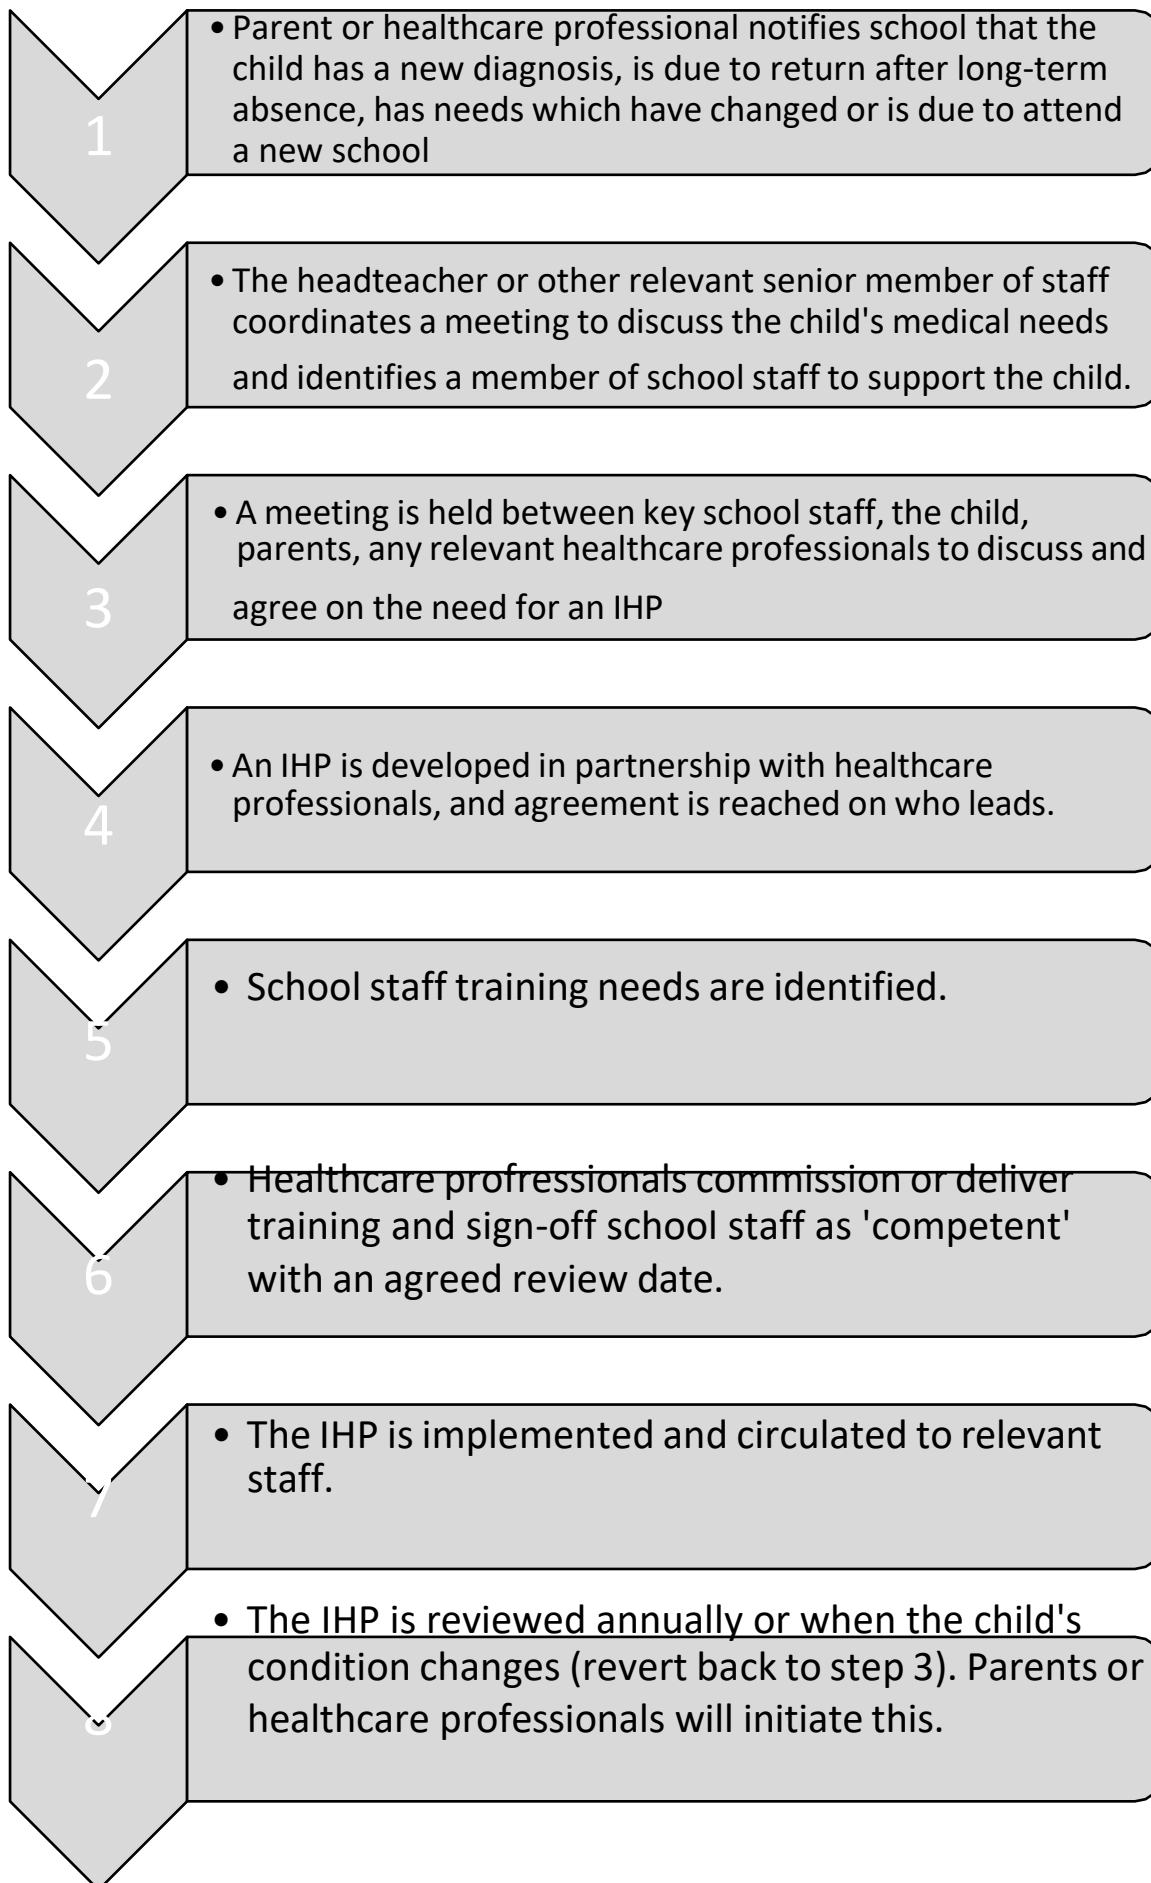 1
• Parent or healthcare professional notifies school that the
child has a new diagnosis, is due to return after long-term
absence, has needs which have changed or is due to attend
a new school
2
• The headteacher or other relevant senior member of staff
coordinates a meeting to discuss the child's medical needs
and identifies a member of school staff to support the child.
3
• A meeting is held between key school staff, the child,
parents, any relevant healthcare professionals to discuss and
agree on the need for an IHP
4
• An IHP is developed in partnership with healthcare
professionals, and agreement is reached on who leads.
5
• School staff training needs are identified.
6
• Healthcare profressionals commission or deliver
training and sign-off school staff as 'competent'
with an agreed review date.
7
• The IHP is implemented and circulated to relevant
staff.
8
• The IHP is reviewed annually or when the child's
condition changes (revert back to step 3). Parents or
healthcare professionals will initiate this.